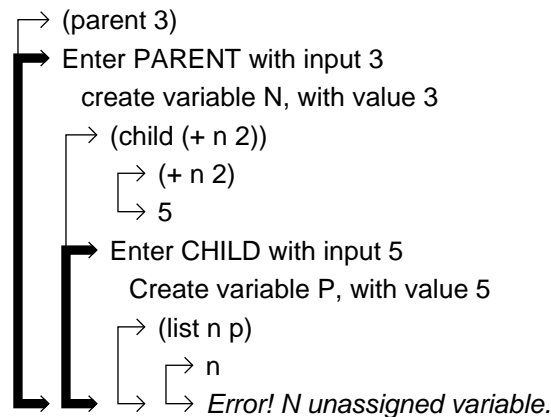 (parent 3)
Enter PARENT with input 3
create variable N, with value 3
(child (+ n 2))
(+ n 2)
5
Enter CHILD with input 5
Create variable P, with value 5
(list n p)
n
Error! N unassigned variable.